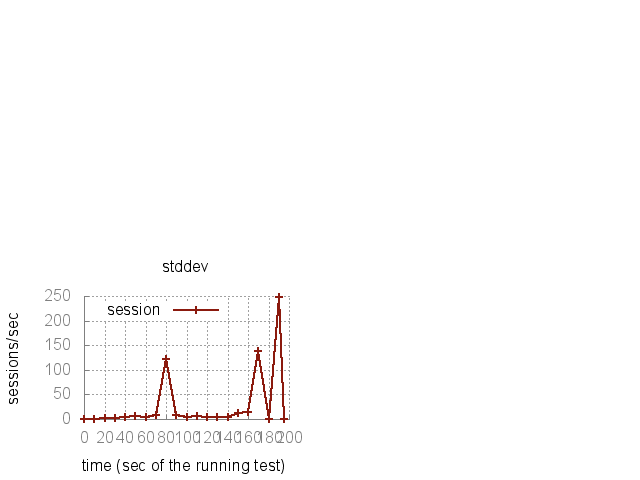 stddev
sessions/sec
session
250
200
150
100
50
0
0 20 40 60 80 100 120 140 160 180 200
time (sec of the running test)